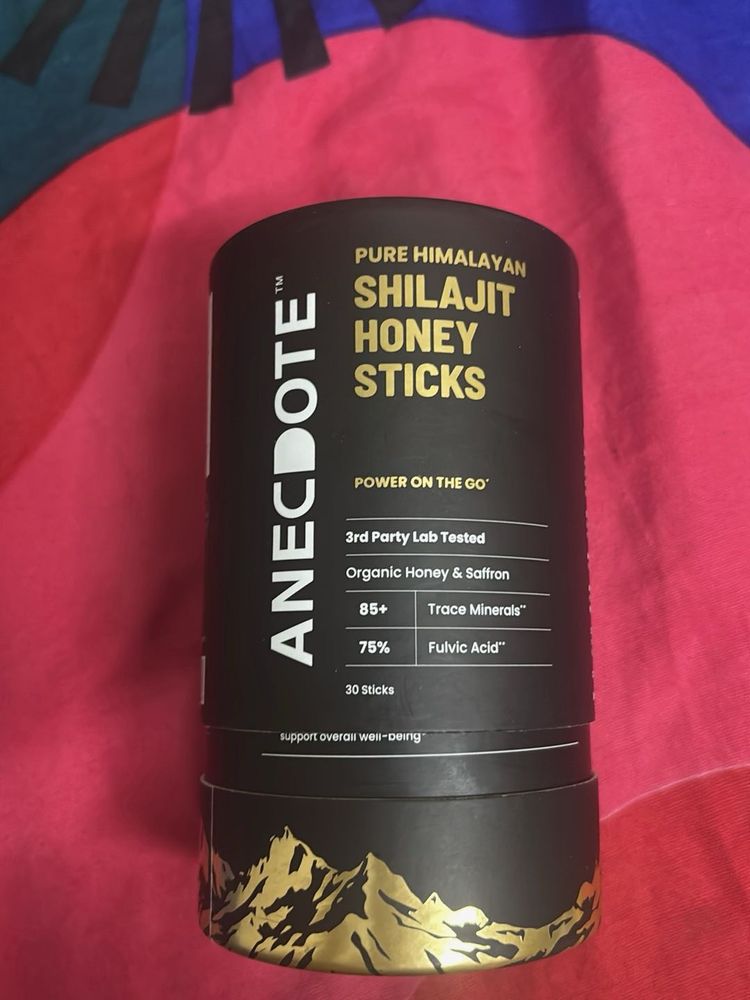 ANECDOTE™
PURE HIMALAYAN
SHILAJIT
HONEY
STICKS
POWER ON THE GO*
3rd Party Lab Tested
Organic Honey & Saffron
85+ Trace Minerals**
75% Fulvic Acid**
30 Sticks
support overall well-being*